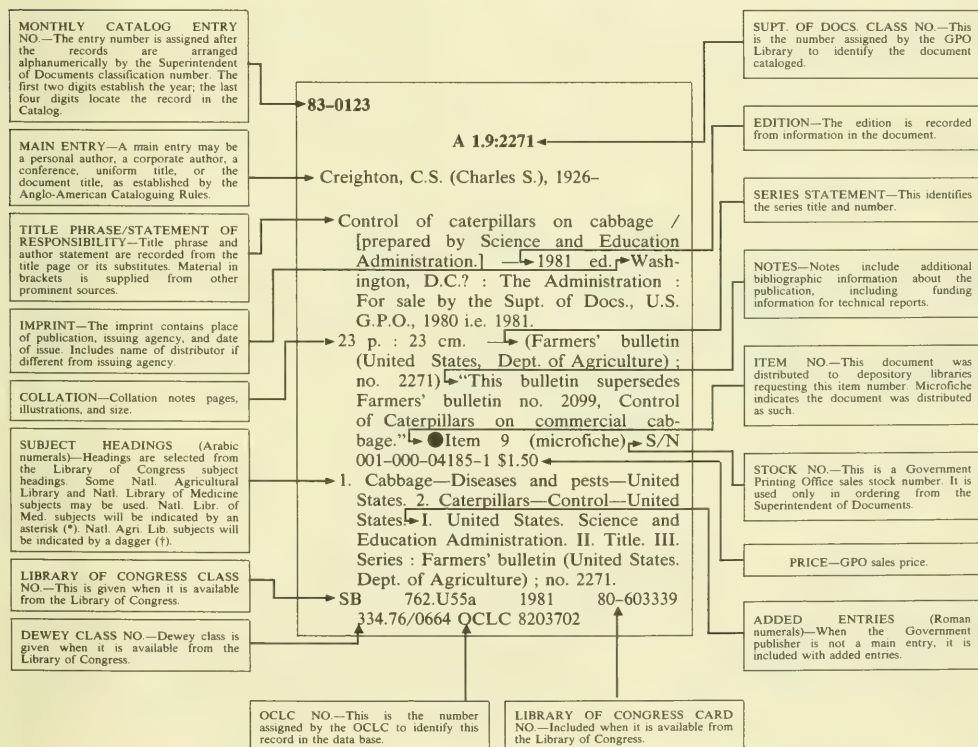 MONTHLY CATALOG ENTRY
NO.—The entry number is assigned after
the records are arranged
alphanumerically by the Superintendent
of Documents classification number. The
first two digits establish the year; the last
four digits locate the record in the
Catalog.
MAIN ENTRY—A main entry may be
a personal author, a corporate author, a
conference, uniform title, or the
document title, as established by the
Anglo-American Cataloguing Rules.
TITLE PHRASE/STATEMENT OF
RESPONSIBILITY—Title phrase and
author statement are recorded from the
title page or its substitutes. Material in
brackets is supplied from other
prominent sources.
IMPRINT—The imprint contains place
of publication, issuing agency, and date
of issue. Includes name of distributor if
different from issuing agency.
COLLATION—Collation notes pages,
illustrations, and size.
SUBJECT HEADINGS (Arabic
numerals)—Headings are selected from
the Library of Congress subject
headings. Some Natl. Agricultural
Library and Natl. Library of Medicine
subjects may be used. Natl. Libr. of
Med. subjects will be indicated by an
asterisk (*). Natl. Agri. Lib. subjects will
be indicated by a dagger (†).
LIBRARY OF CONGRESS CLASS
NO.—This is given when it is available
from the Library of Congress.
DEWEY CLASS NO.—Dewey class is
given when it is available from the
Library of Congress.
83–0123
A 1.9:2271
Creighton, C.S. (Charles S.), 1926–
Control of caterpillars on cabbage /
[prepared by Science and Education
Administration.] — 1981 ed. Wash-
ington, D.C.? : The Administration :
For sale by the Supt. of Docs., U.S.
G.P.O., 1980 i.e. 1981.
23 p. : 23 cm. — (Farmers' bulletin
(United States, Dept. of Agriculture) ;
no. 2271) “This bulletin supersedes
Farmers' bulletin no. 2099, Control
of Caterpillars on commercial cab-
bage.” ●Item 9 (microfiche) S/N
001-000-04185-1 $1.50
1. Cabbage—Diseases and pests—United
States. 2. Caterpillars—Control—United
States I. United States. Science and
Education Administration. II. Title. III.
Series : Farmers' bulletin (United States.
Dept. of Agriculture) ; no. 2271.
SB 762.U55a 1981 80-603339
334.76/0664 OCLC 8203702
SUPT. OF DOCS. CLASS NO.—This
is the number assigned by the GPO
Library to identify the document
cataloged.
EDITION—The edition is recorded
from information in the document.
SERIES STATEMENT—This identifies
the series title and number.
NOTES—Notes include additional
bibliographic information about the
publication, including funding
information for technical reports.
ITEM NO.—This document was
distributed to depository libraries
requesting this item number. Microfiche
indicates the document was distributed
as such.
STOCK NO.—This is a Government
Printing Office sales stock number. It is
used only in ordering from the
Superintendent of Documents.
PRICE—GPO sales price.
ADDED ENTRIES (Roman
numerals)—When the Government
publisher is not a main entry, it is
included with added entries.
OCLC NO.—This is the number
assigned by the OCLC to identify this
record in the data base.
LIBRARY OF CONGRESS CARD
NO.—Included when it is available from
the Library of Congress.